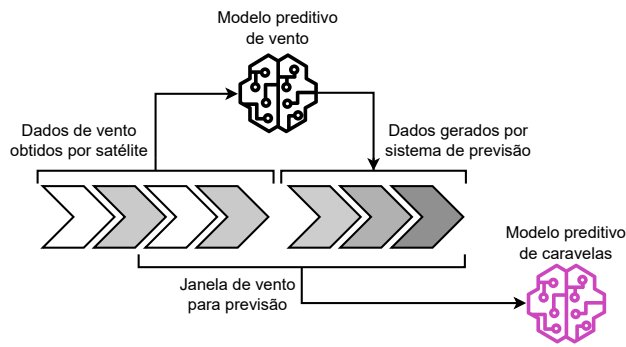 Modelo preditivo
de vento
Dados de vento
obtidos por satélite
Dados gerados por
sistema de previsão
Modelo preditivo
de caravelas
Janela de vento
para previsão